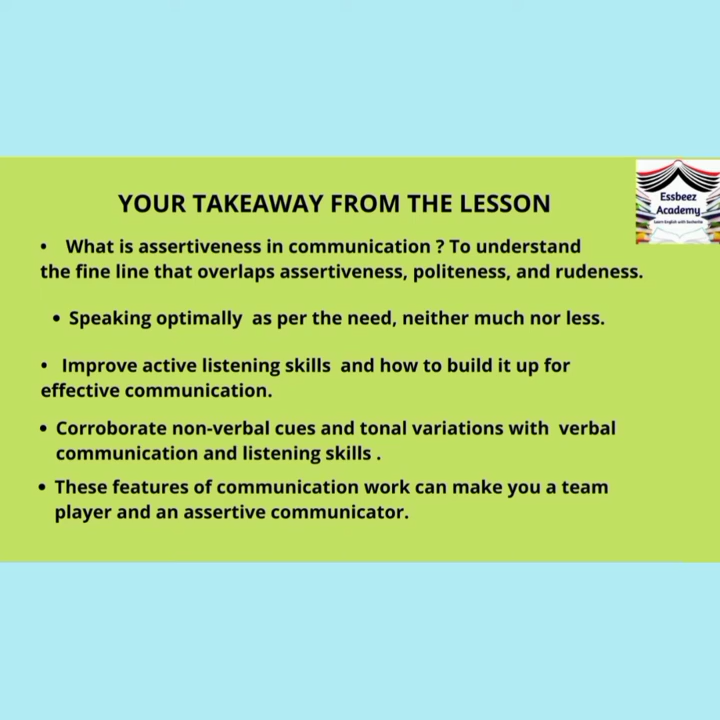 YOUR TAKEAWAY FROM THE LESSON
• What is assertiveness in communication ? To understand
the fine line that overlaps assertiveness, politeness, and rudeness.
• Speaking optimally as per the need, neither much nor less.
• Improve active listening skills and how to build it up for
effective communication.
• Corroborate non-verbal cues and tonal variations with verbal
communication and listening skills .
• These features of communication work can make you a team
player and an assertive communicator.
Essbeez
Academy